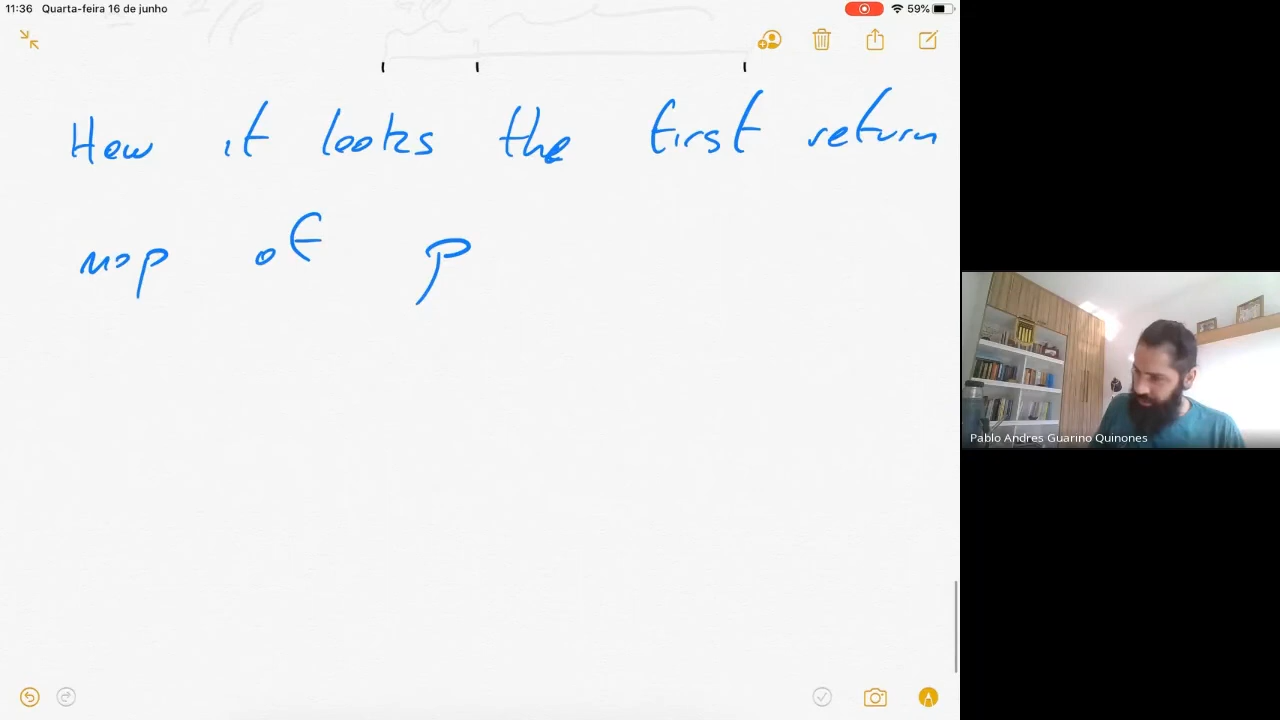 11:36 Quarta-feira 16 de junho 59%
How it looks the first return
map of p
Pablo Andres Guarino Quinones